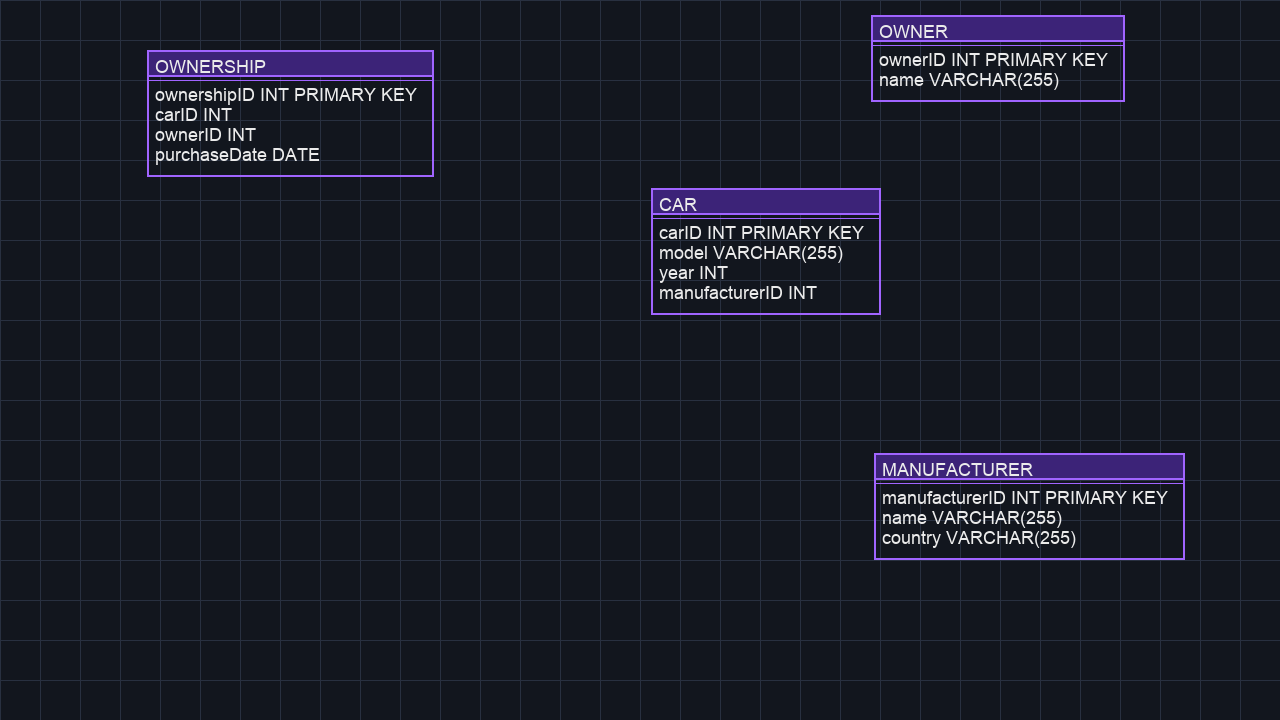 OWNERSHIP
ownershipID INT PRIMARY KEY
carID INT
ownerID INT
purchaseDate DATE
OWNER
ownerID INT PRIMARY KEY
name VARCHAR(255)
CAR
carID INT PRIMARY KEY
model VARCHAR(255)
year INT
manufacturerID INT
MANUFACTURER
manufacturerID INT PRIMARY KEY
name VARCHAR(255)
country VARCHAR(255)